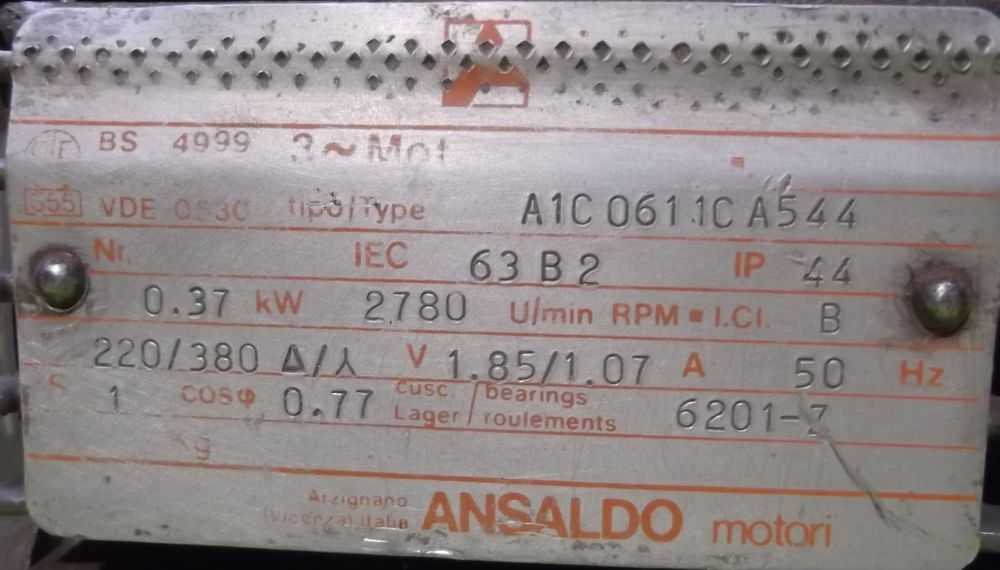 BS 4999 3~Mot
VDE 0530 tipo/Type A1C 0611C A544
Nr. IEC 63 B 2 IP 44
0.37 kW 2780 U/min RPM ▪ I.Cl. B
220/380 Δ/⅄ V 1.85/1.07 A 50 Hz
S 1 cosφ 0.77 cusc. Lager / bearings roulements 6201-Z
kg
Arzignano (Vicenza) Italia ANSALDO motori